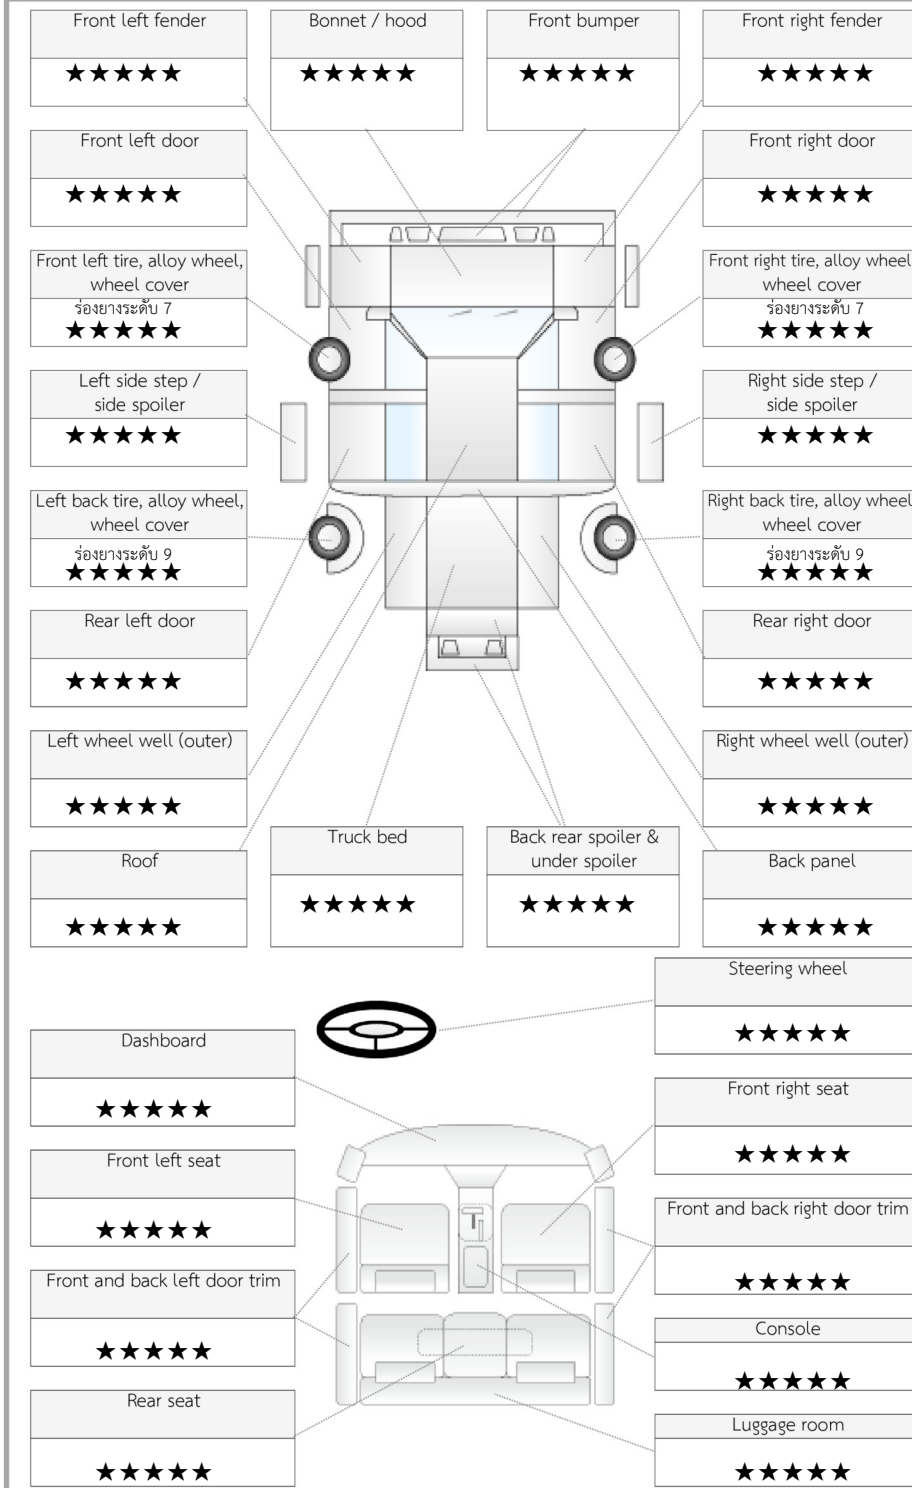 Front left fender
★★★★★
Bonnet / hood
★★★★★
Front bumper
★★★★★
Front right fender
★★★★★
Front left door
★★★★★
Front right door
★★★★★
Front left tire, alloy wheel,
wheel cover
ร่องยางระดับ 7
★★★★★
Front right tire, alloy wheel
wheel cover
ร่องยางระดับ 7
★★★★★
Left side step /
side spoiler
★★★★★
Right side step /
side spoiler
★★★★★
Left back tire, alloy wheel,
wheel cover
ร่องยางระดับ 9
★★★★★
Right back tire, alloy wheel
wheel cover
ร่องยางระดับ 9
★★★★★
Rear left door
★★★★★
Rear right door
★★★★★
Left wheel well (outer)
★★★★★
Right wheel well (outer)
★★★★★
Roof
★★★★★
Truck bed
★★★★★
Back rear spoiler &
under spoiler
★★★★★
Back panel
★★★★★
Steering wheel
★★★★★
Dashboard
★★★★★
Front right seat
★★★★★
Front left seat
★★★★★
Front and back right door trim
★★★★★
Front and back left door trim
★★★★★
Console
★★★★★
Rear seat
★★★★★
Luggage room
★★★★★